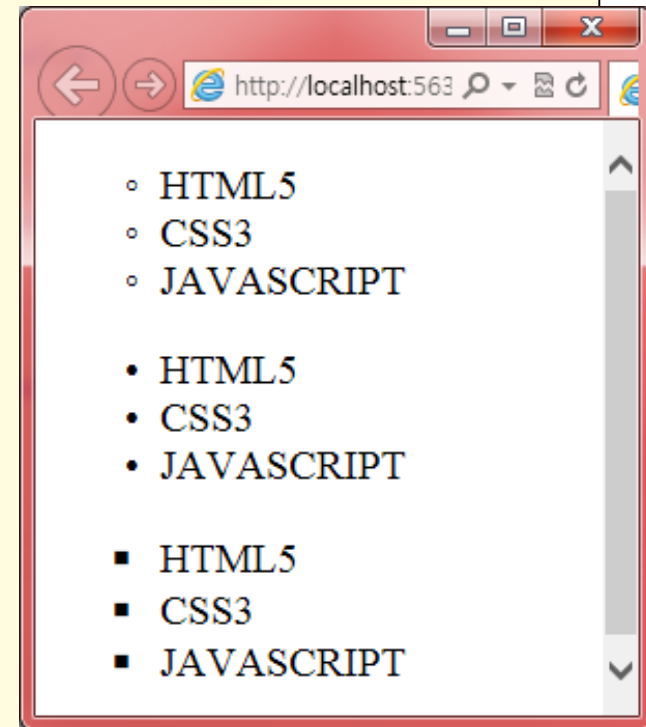 http://localhost:563
◦ HTML5
◦ CSS3
◦ JAVASCRIPT
• HTML5
• CSS3
• JAVASCRIPT
▪ HTML5
▪ CSS3
▪ JAVASCRIPT